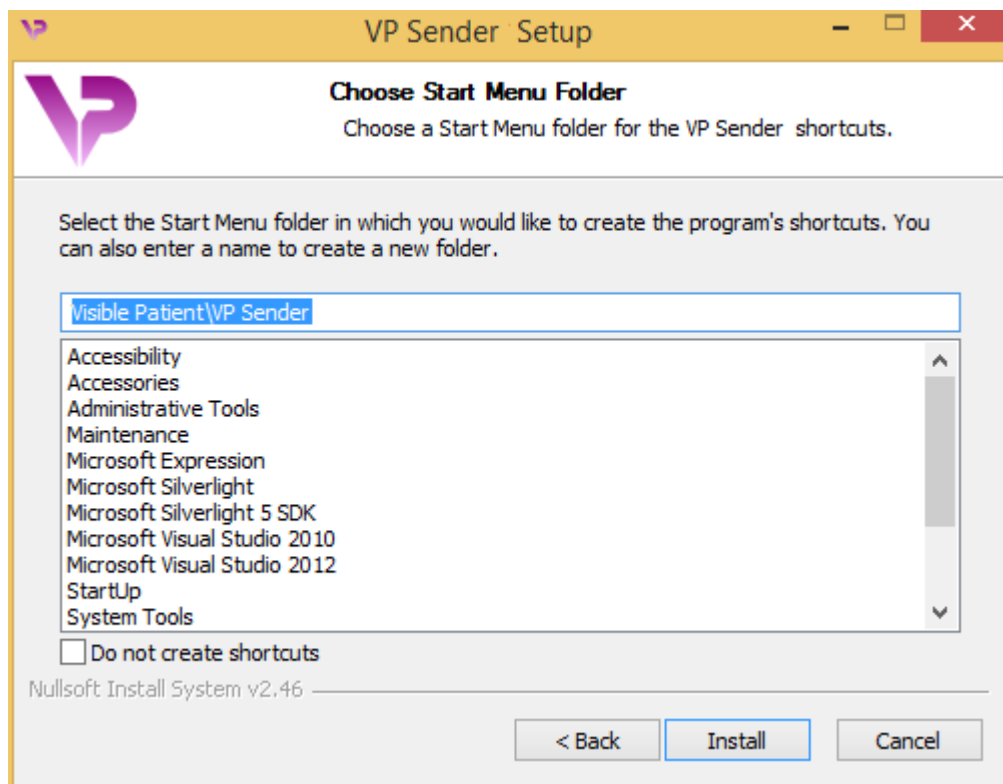 VP Sender Setup
Choose Start Menu Folder
Choose a Start Menu folder for the VP Sender shortcuts.
Select the Start Menu folder in which you would like to create the program's shortcuts. You
can also enter a name to create a new folder.
Visible Patient\VP Sender
Accessibility
Accessories
Administrative Tools
Maintenance
Microsoft Expression
Microsoft Silverlight
Microsoft Silverlight 5 SDK
Microsoft Visual Studio 2010
Microsoft Visual Studio 2012
StartUp
System Tools
Do not create shortcuts
Nullsoft Install System v2.46
< Back Install Cancel